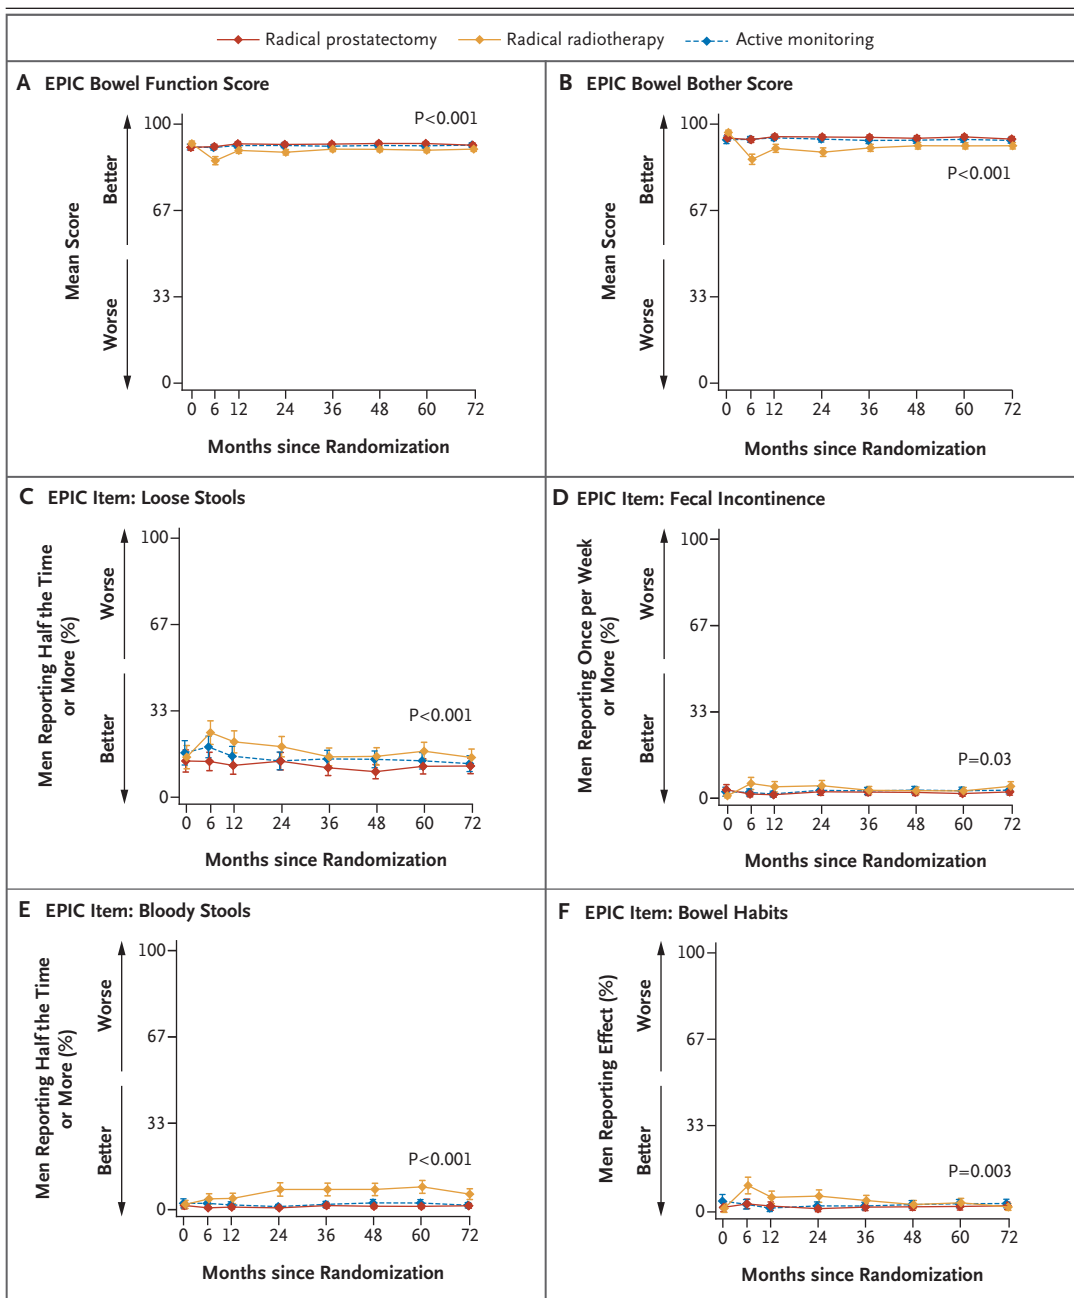 Radical prostatectomy Radical radiotherapy Active monitoring
A EPIC Bowel Function Score
P<0.001
Mean Score
Better
Worse
100
67
33
0
0 6 12 24 36 48 60 72
Months since Randomization
B EPIC Bowel Bother Score
P<0.001
Mean Score
Better
Worse
100
67
33
0
0 6 12 24 36 48 60 72
Months since Randomization
C EPIC Item: Loose Stools
P<0.001
Men Reporting Half the Time
or More (%)
Worse
Better
100
67
33
0
0 6 12 24 36 48 60 72
Months since Randomization
D EPIC Item: Fecal Incontinence
P=0.03
Men Reporting Once per Week
or More (%)
Worse
Better
100
67
33
0
0 6 12 24 36 48 60 72
Months since Randomization
E EPIC Item: Bloody Stools
P<0.001
Men Reporting Half the Time
or More (%)
Worse
Better
100
67
33
0
0 6 12 24 36 48 60 72
Months since Randomization
F EPIC Item: Bowel Habits
P=0.003
Men Reporting Effect (%)
Worse
Better
100
67
33
0
0 6 12 24 36 48 60 72
Months since Randomization